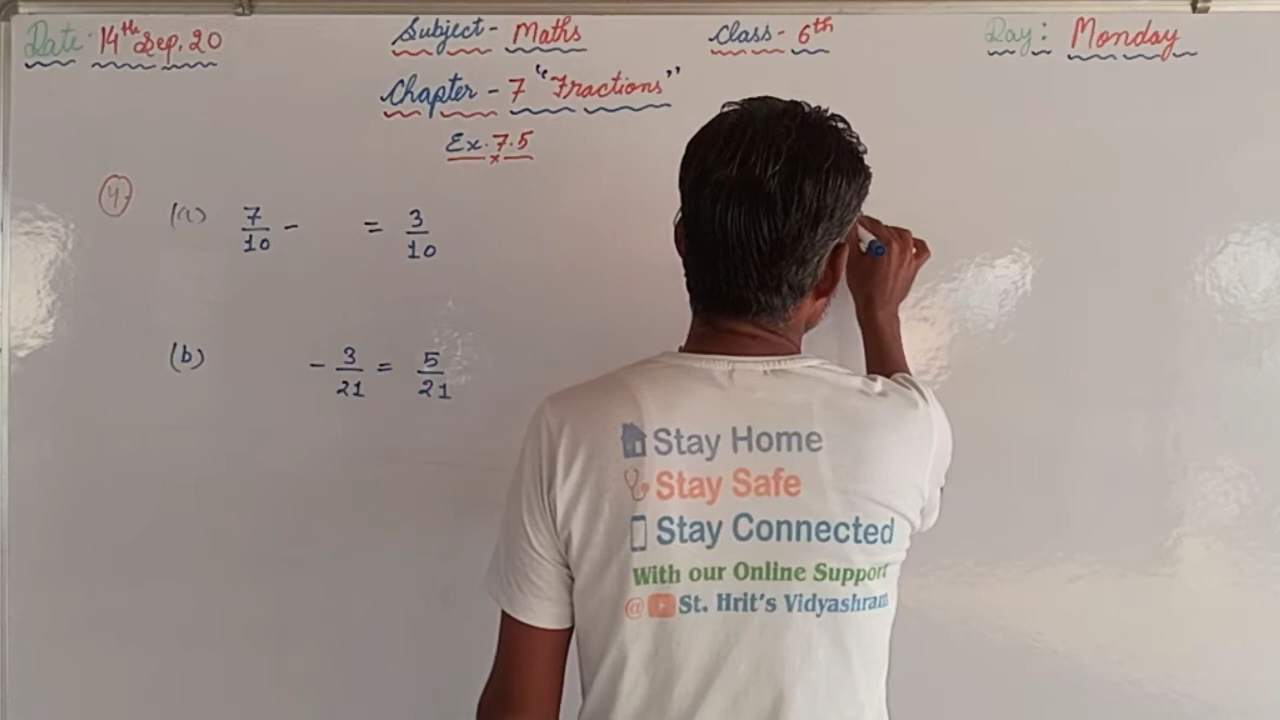 Date: 14th Sep. 20 Subject - Maths Class - 6th Day: Monday
Chapter - 7 "Fractions"
Ex. 7.5
4. (a) 7/10 - = 3/10
(b) - 3/21 = 5/21
Stay Home
Stay Safe
Stay Connected
With our Online Support
@ St. Hrit's Vidyashram